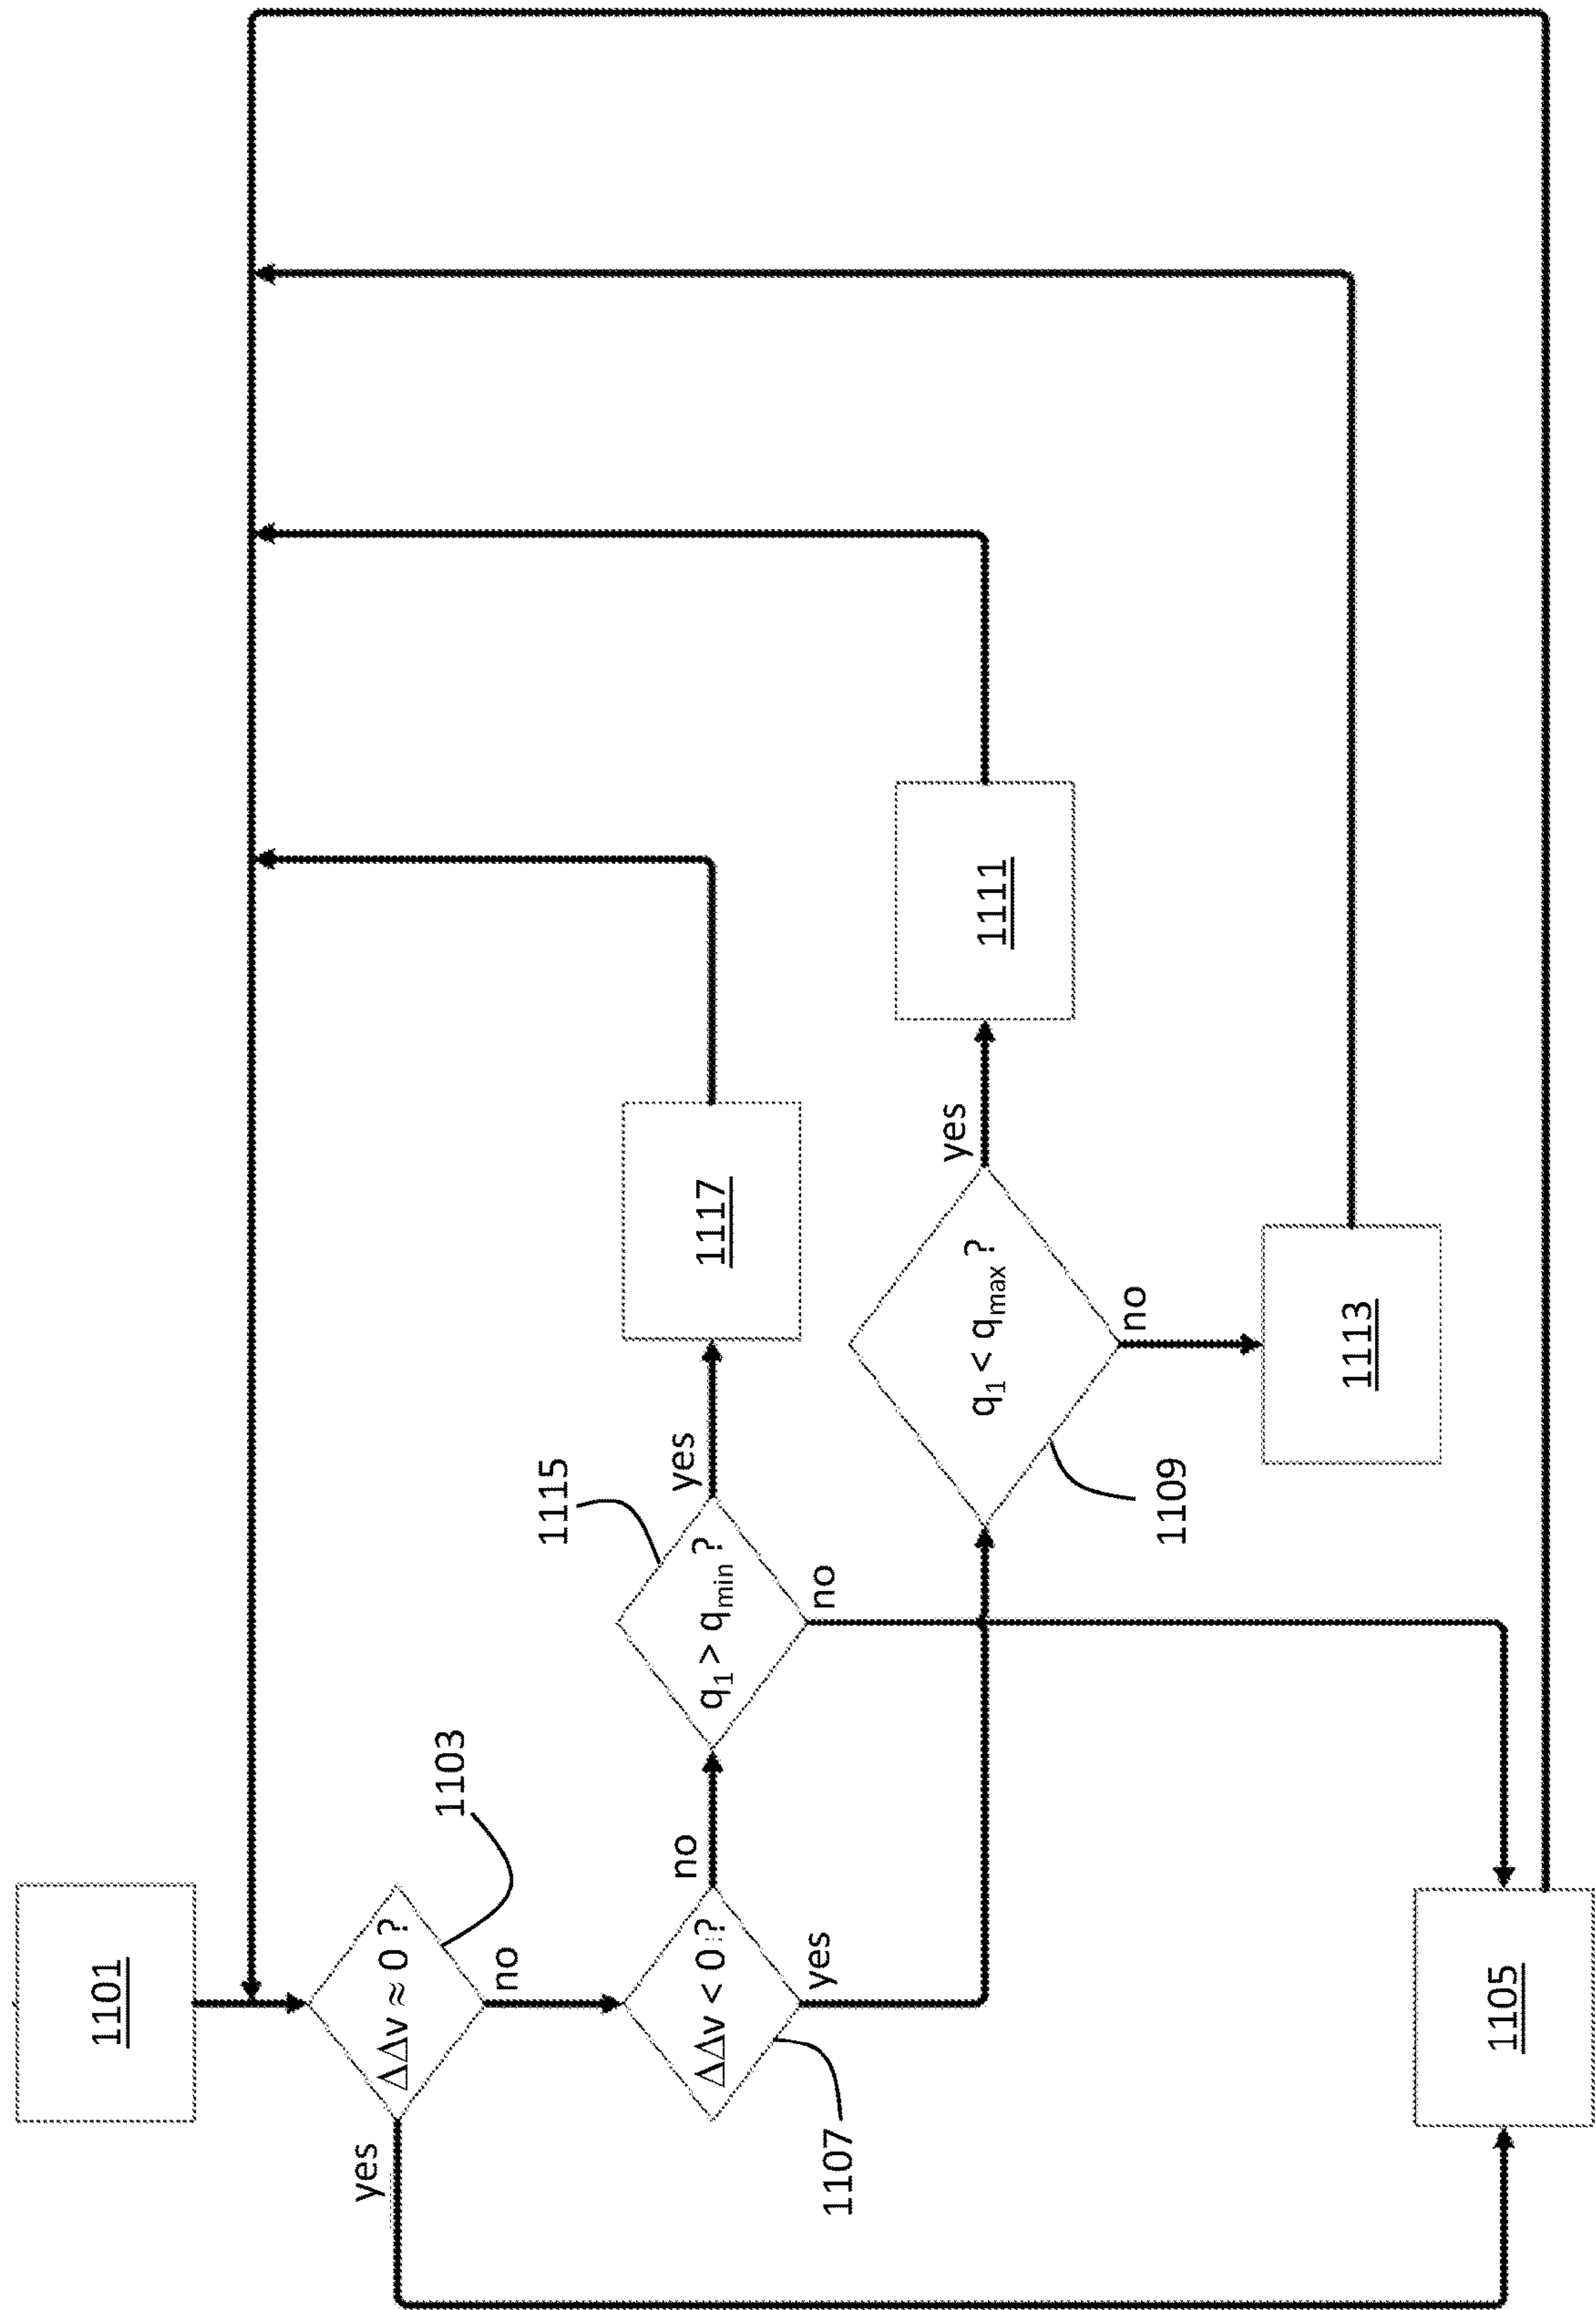 1101
ΔΔv ≈ 0 ?
1103
yes
no
ΔΔv < 0 ?
1107
no
yes
q₁ > qmin ?
1115
yes
no
1117
q₁ < qmax ?
1109
yes
no
1111
1113
1105